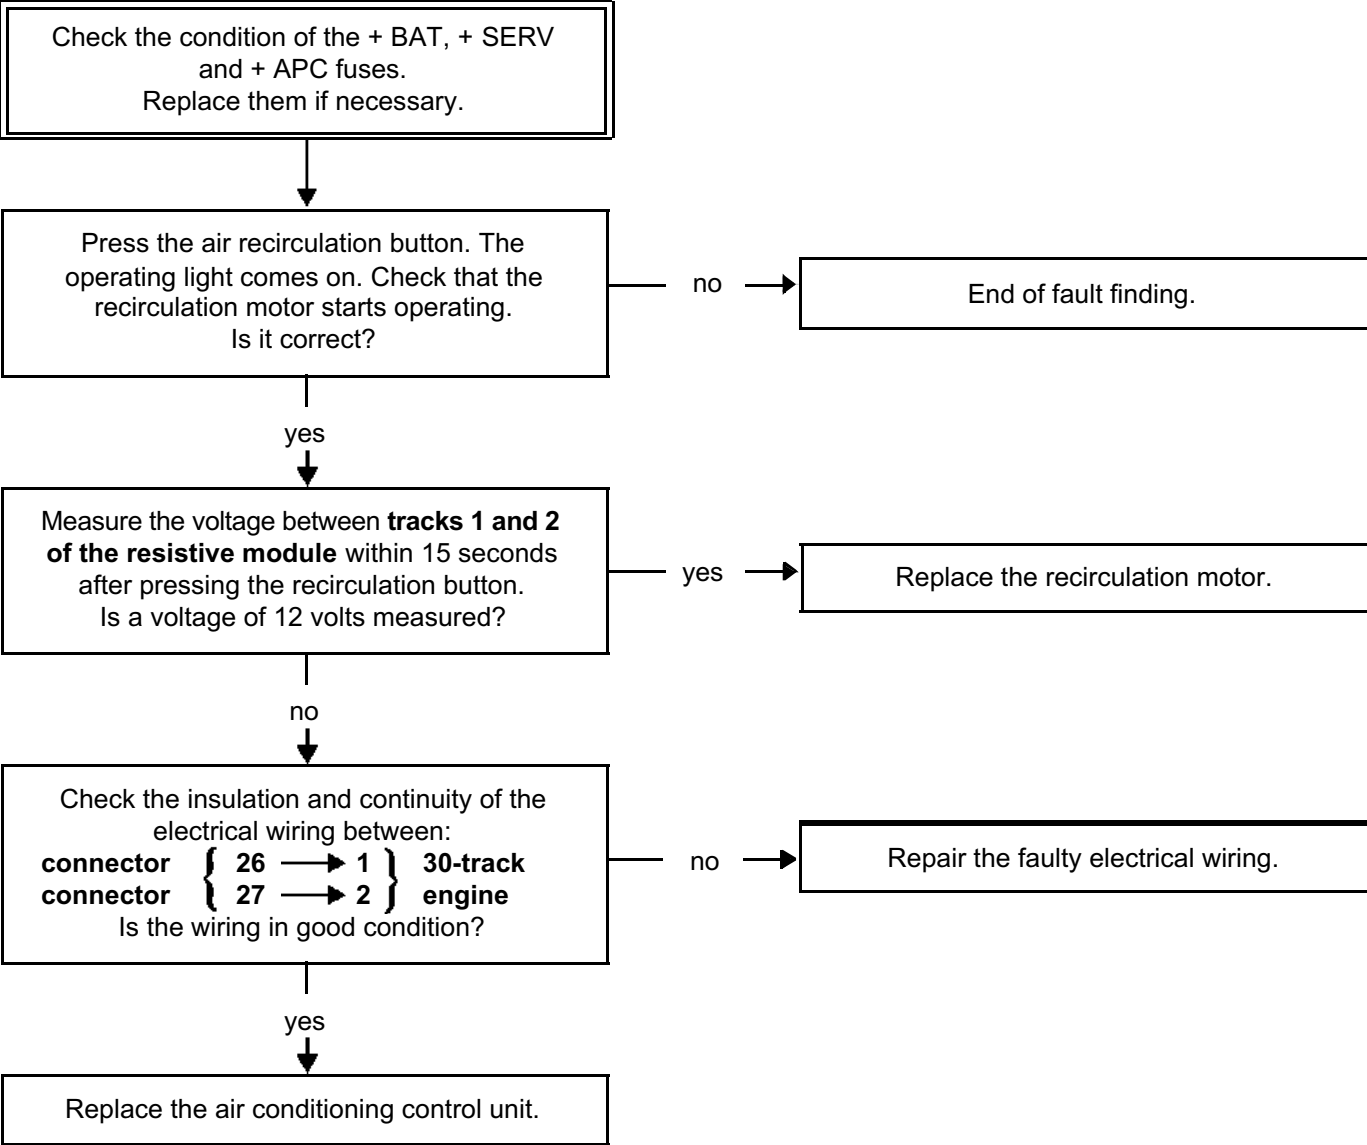 Check the condition of the + BAT, + SERV
and + APC fuses.
Replace them if necessary.
Press the air recirculation button. The
operating light comes on. Check that the
recirculation motor starts operating.
Is it correct?
no
End of fault finding.
yes
Measure the voltage between tracks 1 and 2
of the resistive module within 15 seconds
after pressing the recirculation button.
Is a voltage of 12 volts measured?
yes
Replace the recirculation motor.
no
Check the insulation and continuity of the
electrical wiring between:
connector { 26 → 1 } 30-track
connector { 27 → 2 } engine
Is the wiring in good condition?
no
Repair the faulty electrical wiring.
yes
Replace the air conditioning control unit.